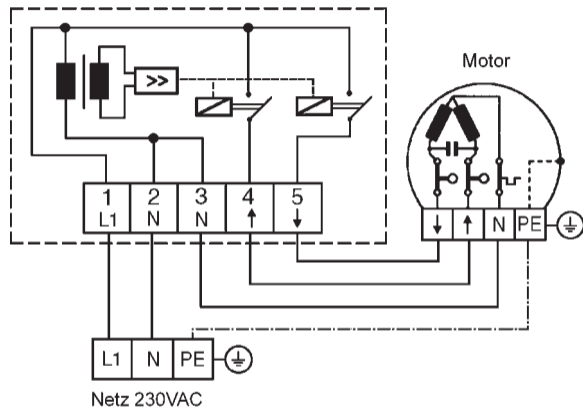 Motor
>>
1 2 3 4 5
L1 N N ↑ ↓
↓ ↑ N PE
L1 N PE
Netz 230VAC